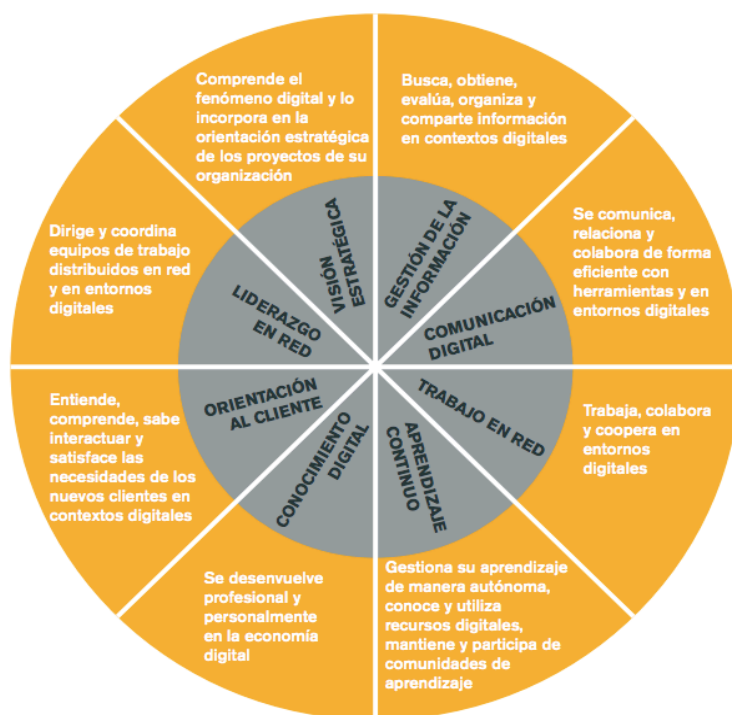 Comprende el
fenómeno digital y lo
incorpora en la
orientación estratégica
de los proyectos de su
organización
Busca, obtiene,
evalúa, organiza y
comparte información
en contextos digitales
Se comunica,
relaciona y
colabora de forma
eficiente con
herramientas y en
entornos digitales
Trabaja, colabora
y coopera en
entornos
digitales
Gestiona su aprendizaje
de manera autónoma,
conoce y utiliza
recursos digitales,
mantiene y participa de
comunidades de
aprendizaje
Se desenvuelve
profesional y
personalmente
en la economía
digital
Entiende,
comprende, sabe
interactuar y
satisface las
necesidades de los
nuevos clientes en
contextos digitales
Dirige y coordina
equipos de trabajo
distribuidos en red
y en entornos
digitales
VISIÓN
ESTRATÉGICA
GESTIÓN DE LA
INFORMACIÓN
COMUNICACIÓN
DIGITAL
TRABAJO EN RED
APRENDIZAJE
CONTINUO
CONOCIMIENTO
DIGITAL
ORIENTACIÓN
AL CLIENTE
LIDERAZGO
EN RED